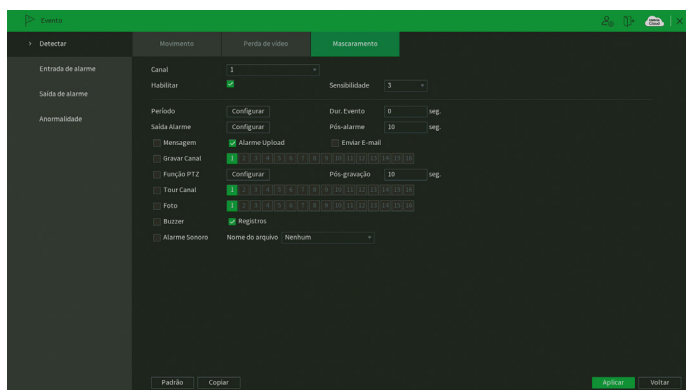 Evento
Detectar
Movimento
Perda de vídeo
Mascaramento
Entrada de alarme
Saída de alarme
Anormalidade
Canal 1
Habilitar Sensibilidade 3
Período Configurar Dur. Evento 0 seg.
Saída Alarme Configurar Pós-alarme 10 seg.
Mensagem Alarme Upload Enviar E-mail
Gravar Canal 1 2 3 4 5 6 7 8 9 10 11 12 13 14 15 16
Função PTZ Configurar Pós-gravação 10 seg.
Tour Canal 1 2 3 4 5 6 7 8 9 10 11 12 13 14 15 16
Foto 1 2 3 4 5 6 7 8 9 10 11 12 13 14 15 16
Buzzer Registros
Alarme Sonoro Nome do arquivo Nenhum
Padrão Copiar Aplicar Voltar